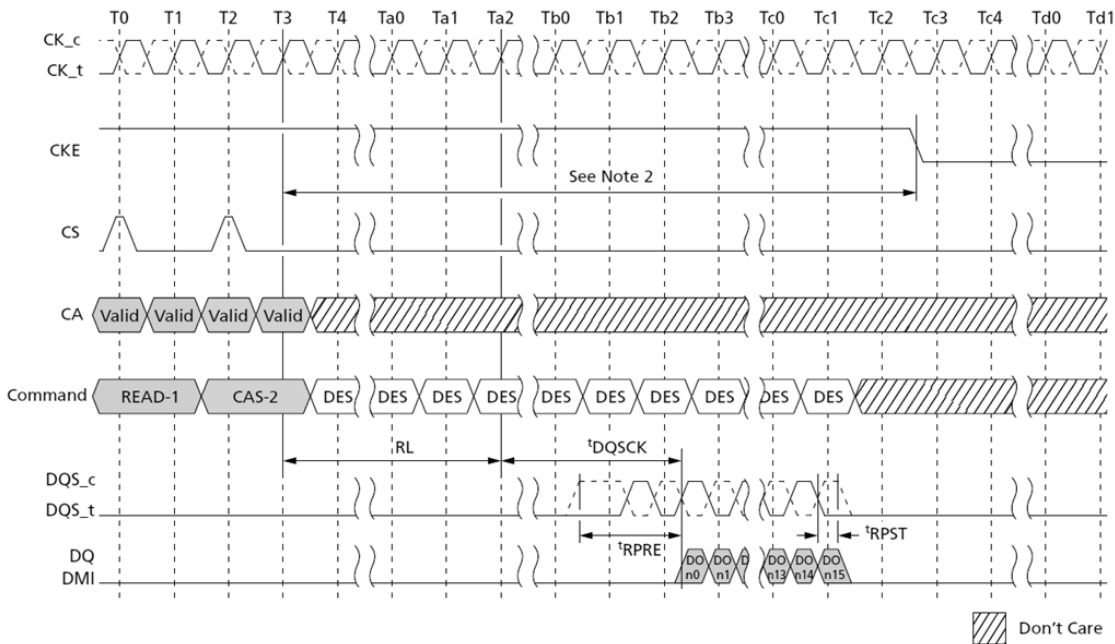 T0 T1 T2 T3 T4 Ta0 Ta1 Ta2 Tb0 Tb1 Tb2 Tb3 Tc0 Tc1 Tc2 Tc3 Tc4 Td0 Td1
CK_c
CK_t
CKE
See Note 2
CS
CA Valid Valid Valid Valid
Command READ-1 CAS-2 DES DES DES DES DES DES DES DES DES DES
RL tDQSCK
DQS_c
DQS_t
tRPRE tRPST
DQ DO DO D DO DO DO
DMI n0 n1 n13 n14 n15
Don't Care